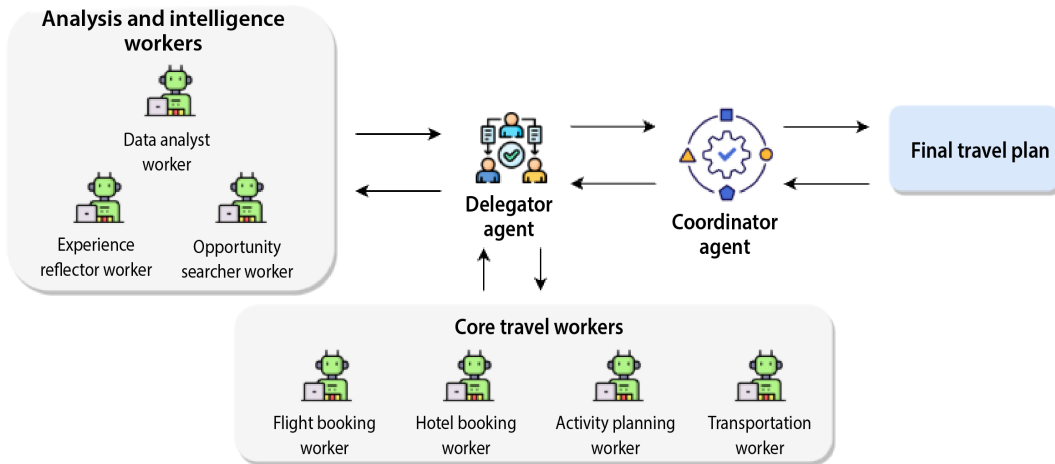 Analysis and intelligence
workers
Data analyst
worker
Experience
reflector worker
Opportunity
searcher worker
Delegator
agent
Coordinator
agent
Final travel plan
Core travel workers
Flight booking
worker
Hotel booking
worker
Activity planning
worker
Transportation
worker